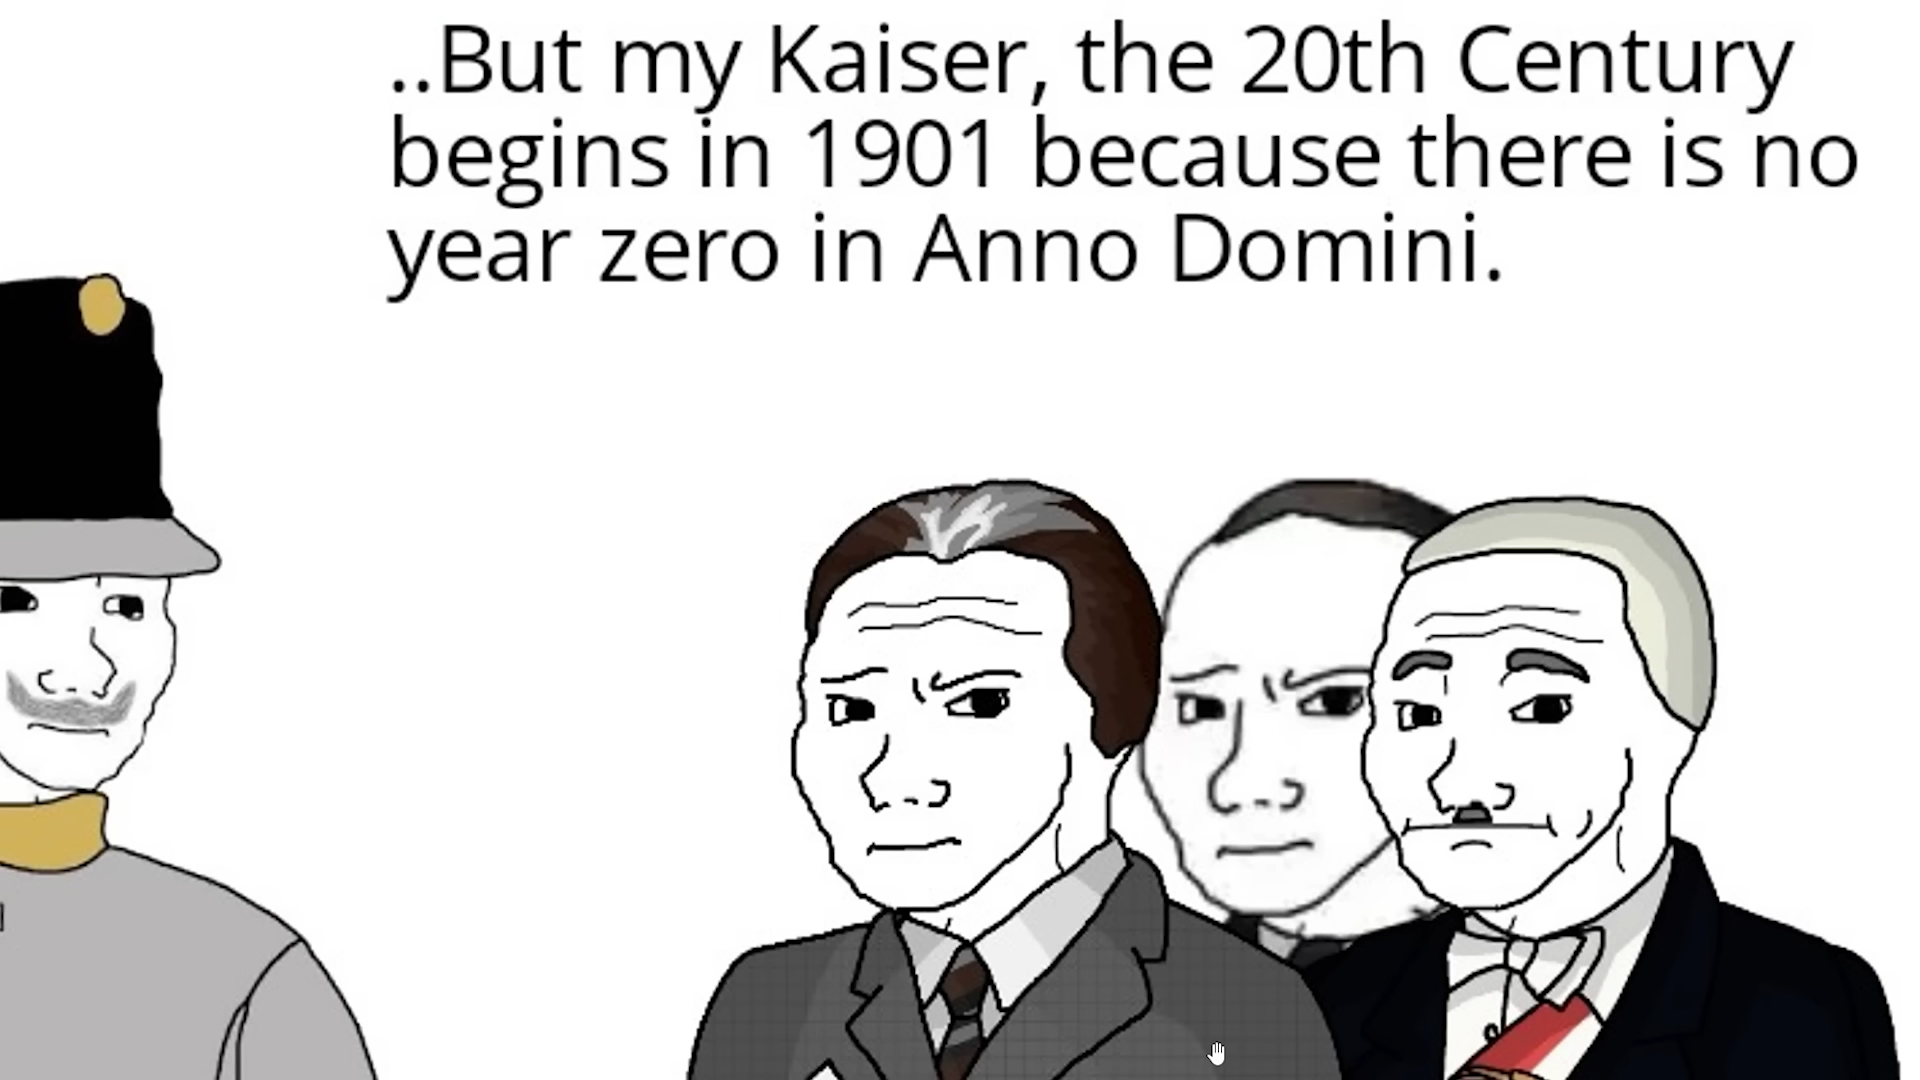 ..But my Kaiser, the 20th Century
begins in 1901 because there is no
year zero in Anno Domini.